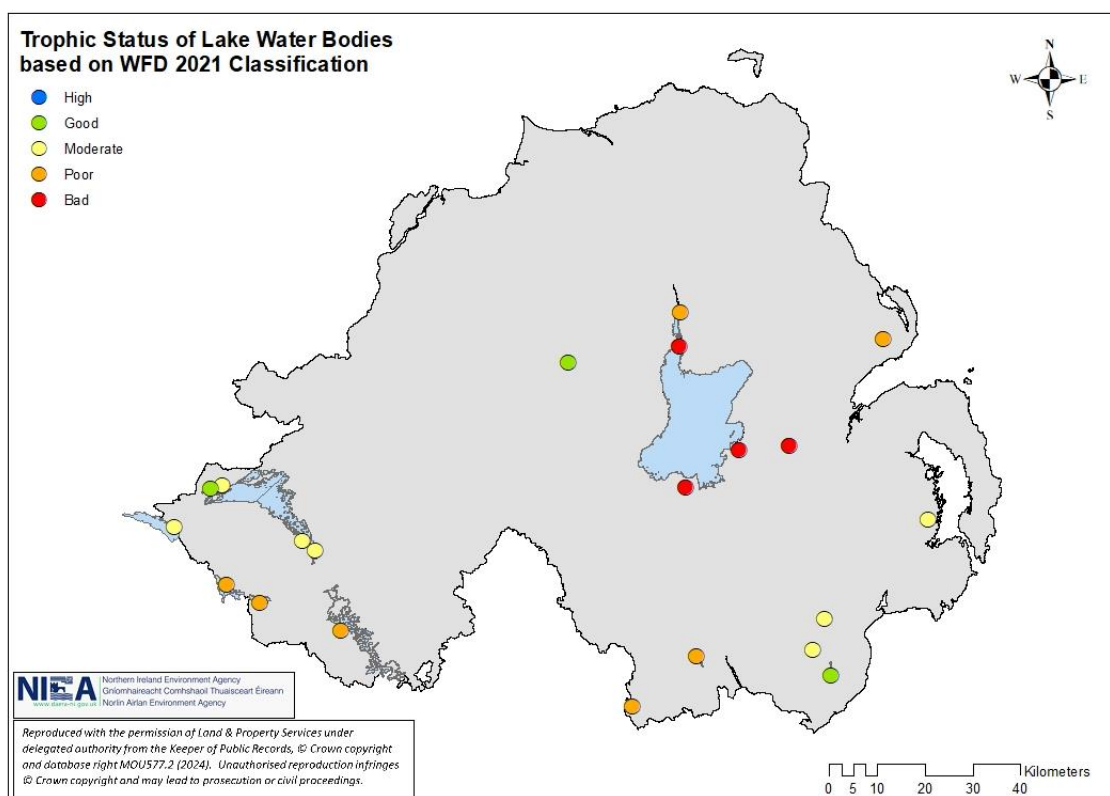 Trophic Status of Lake Water Bodies
based on WFD 2021 Classification
High
Good
Moderate
Poor
Bad
N
W E
S
NIEA
www.daera-ni.gov.uk
Northern Ireland Environment Agency
Gníomhaireacht Comhshaoil Thuaisceart Éireann
Norlin Airlan Environment Agency
Reproduced with the permission of Land & Property Services under
delegated authority from the Keeper of Public Records, © Crown copyright
and database right MOU577.2 (2024). Unauthorised reproduction infringes
© Crown copyright and may lead to prosecution or civil proceedings.
Kilometers
0 5 10 20 30 40